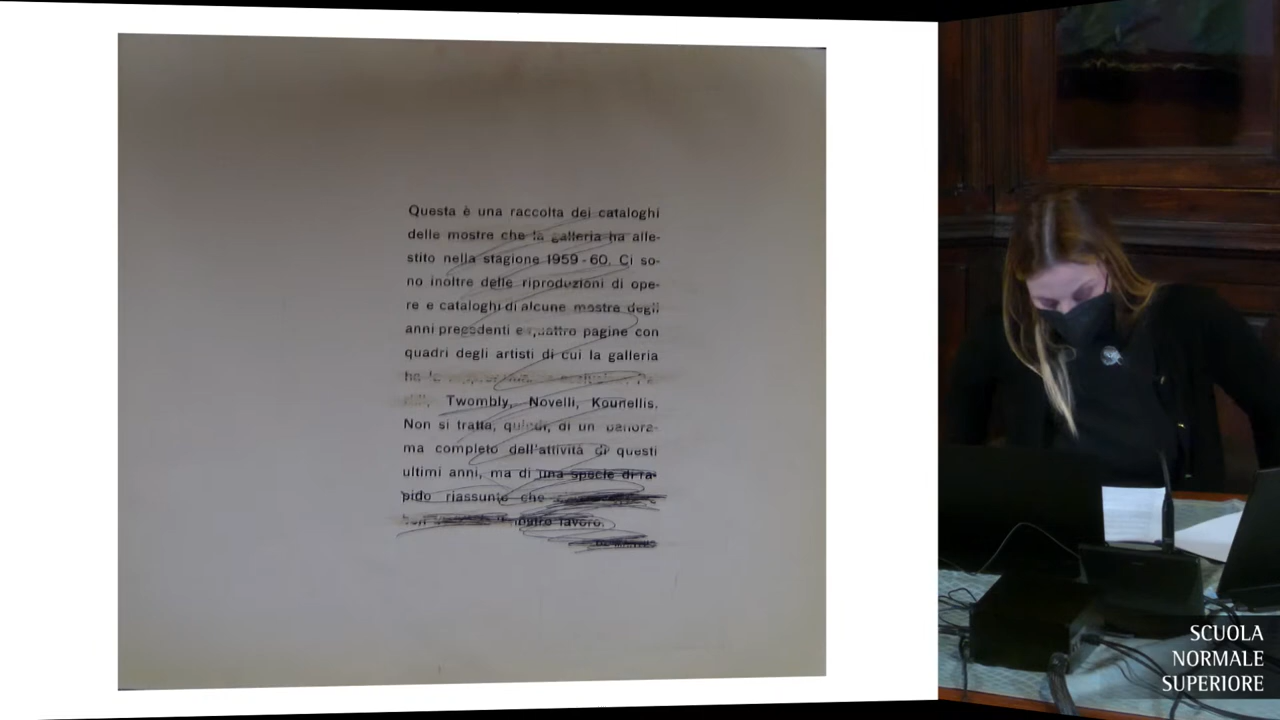 Questa è una raccolta dei cataloghi
delle mostre che la galleria ha alle-
stito nella stagione 1959-60. Ci so-
no inoltre delle riproduzioni di ope-
re e cataloghi di alcune mostre degli
anni precedenti e quattro pagine con
quadri degli artisti di cui la galleria
ha
Twombly, Novelli, Kounellis.
Non si tratta, quindi, di un panora-
ma completo dell'attività di questi
ultimi anni, ma di una specie di ra-
pido riassunto che
lavoro.
SCUOLA
NORMALE
SUPERIORE